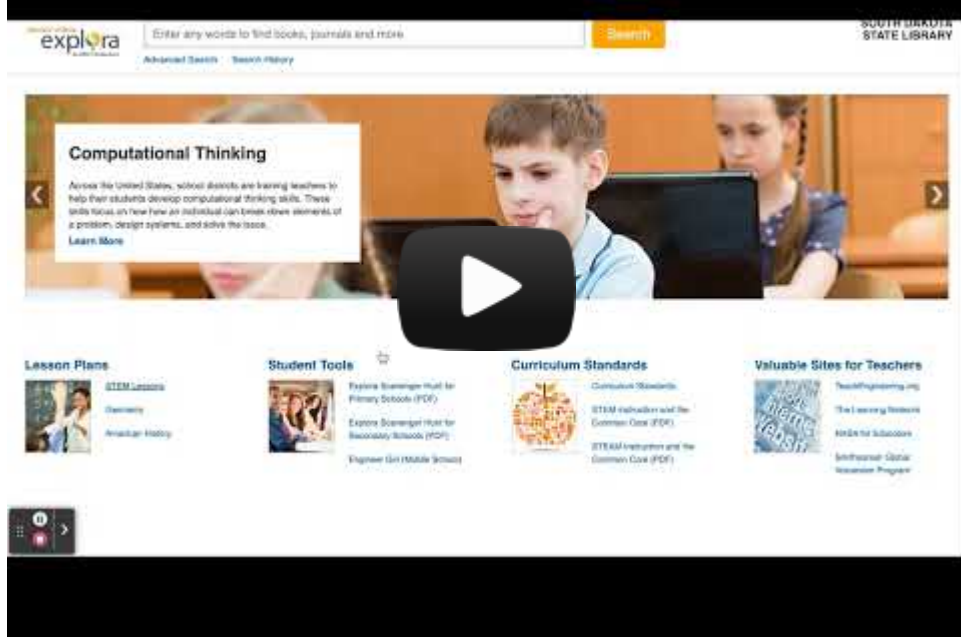 explora
Enter any words to find books, journals and more
Search
SOUTH DAKOTA
STATE LIBRARY
Advanced Search Search History
Computational Thinking
Across the United States, school districts are training teachers to
help their students develop computational thinking skills. These
skills focus on how how an individual can break down elements of
a problem, design systems, and solve the issue.
Learn More
Lesson Plans
STEM Lessons
Geometry
American History
Student Tools
Explora Scavenger Hunt for
Primary Schools (PDF)
Explora Scavenger Hunt for
Secondary Schools (PDF)
Engineer Girl (Middle School)
Curriculum Standards
Curriculum Standards
STEM Instruction and the
Common Core (PDF)
STEAM Instruction and the
Common Core (PDF)
Valuable Sites for Teachers
TeachEngineering.org
The Learning Network
NASA for Educators
Smithsonian Global
Volunteer Program